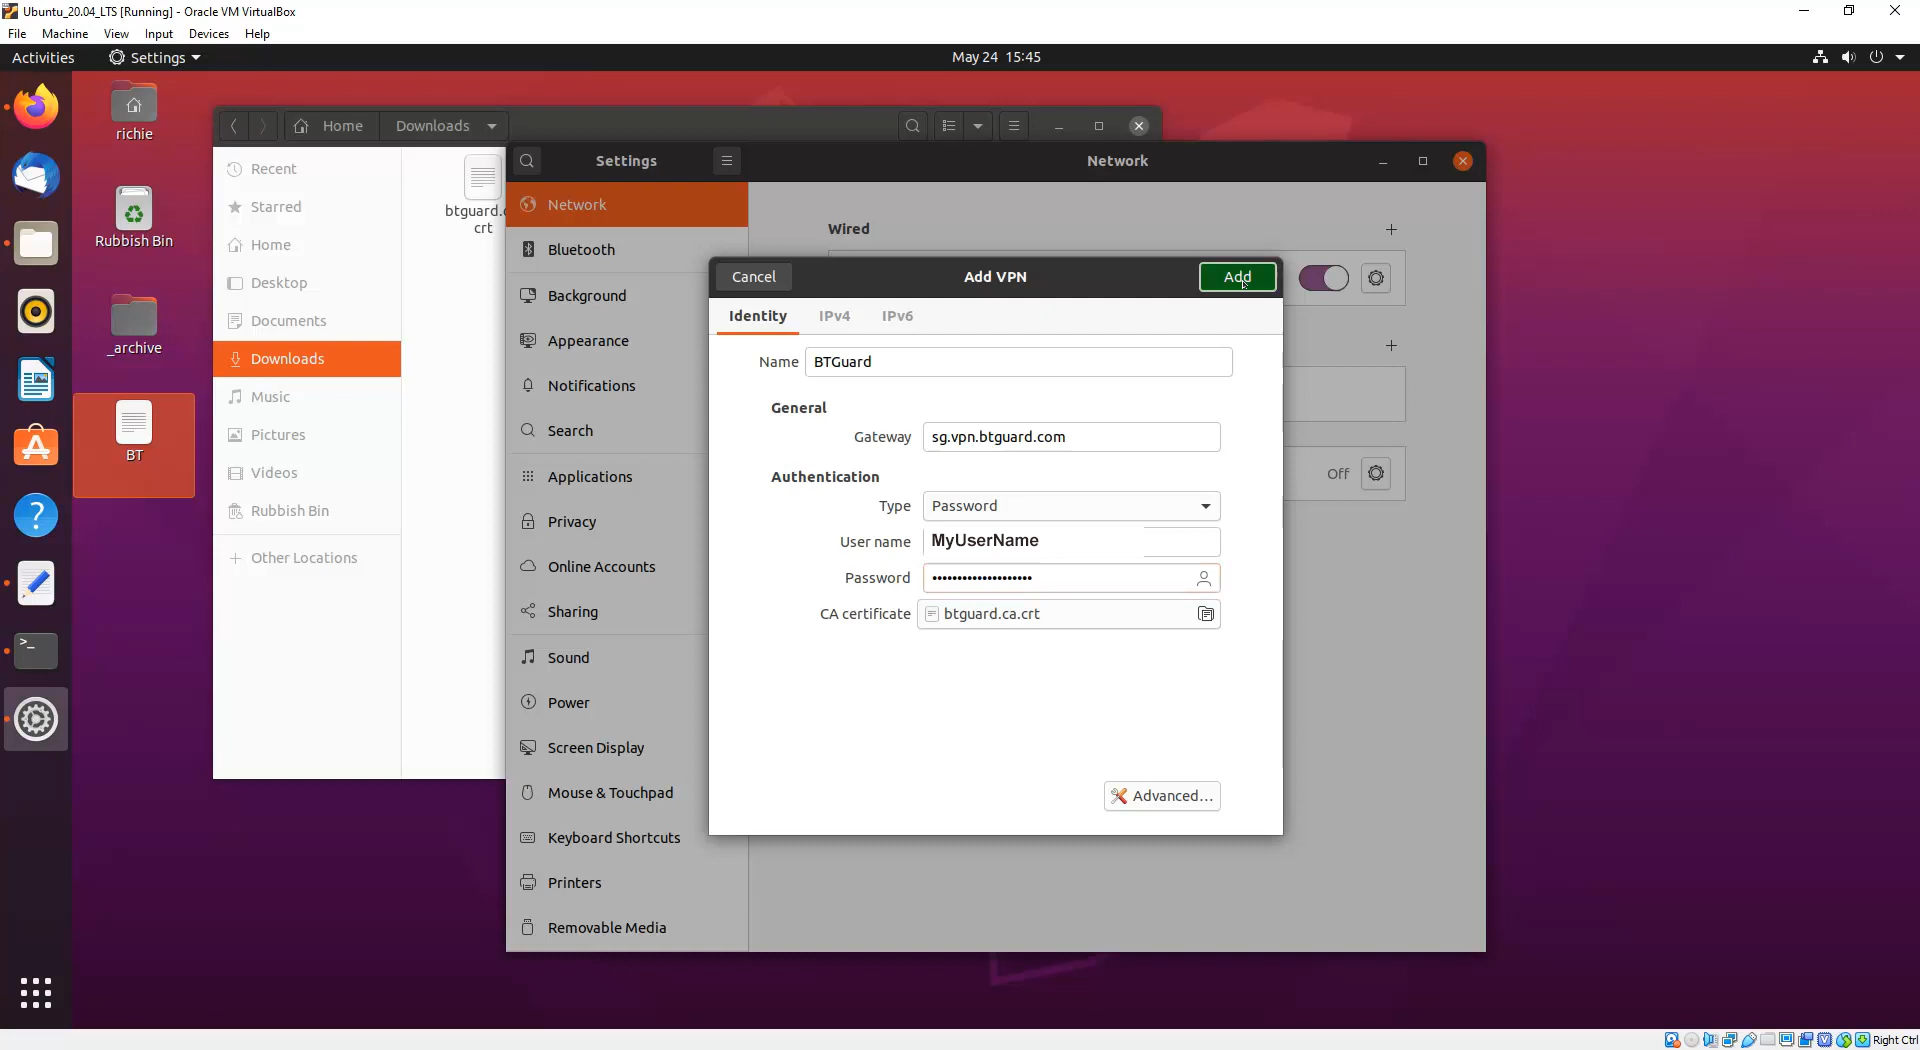 Ubuntu_20.04_LTS [Running] - Oracle VM VirtualBox
File Machine View Input Devices Help
Activities Settings May 24 15:45
richie
Rubbish Bin
_archive
BT
Home Downloads
Recent
Starred
Home
Desktop
Documents
Downloads
Music
Pictures
Videos
Rubbish Bin
Other Locations
btguard.
crt
Settings
Network
Network
Bluetooth
Background
Appearance
Notifications
Search
Applications
Privacy
Online Accounts
Sharing
Sound
Power
Screen Display
Mouse & Touchpad
Keyboard Shortcuts
Printers
Removable Media
Wired
Off
Cancel Add VPN Add
Identity IPv4 IPv6
Name BTGuard
General
Gateway sg.vpn.btguard.com
Authentication
Type Password
User name MyUserName
Password ••••••••••••••••••••
CA certificate btguard.ca.crt
Advanced...
Right Ctrl